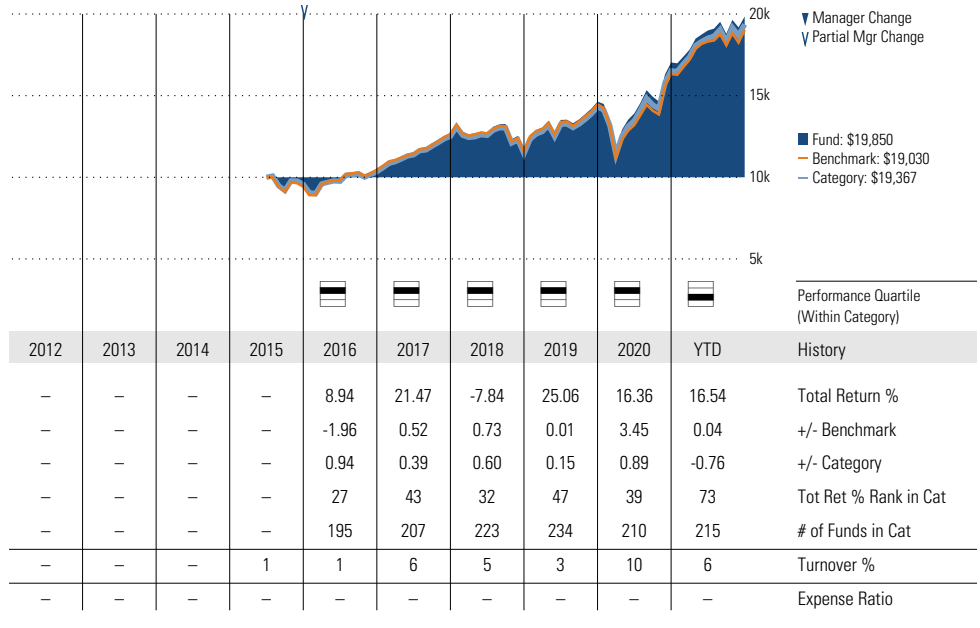 20k
15k
10k
5k
Manager Change
Partial Mgr Change
Fund: $19,850
Benchmark: $19,030
Category: $19,367
Performance Quartile
(Within Category)
2012 2013 2014 2015 2016 2017 2018 2019 2020 YTD History
– – – – 8.94 21.47 -7.84 25.06 16.36 16.54 Total Return %
– – – – -1.96 0.52 0.73 0.01 3.45 0.04 +/- Benchmark
– – – – 0.94 0.39 0.60 0.15 0.89 -0.76 +/- Category
– – – – 27 43 32 47 39 73 Tot Ret % Rank in Cat
– – – – 195 207 223 234 210 215 # of Funds in Cat
– – – 1 1 6 5 3 10 6 Turnover %
– – – – – – – – – – Expense Ratio